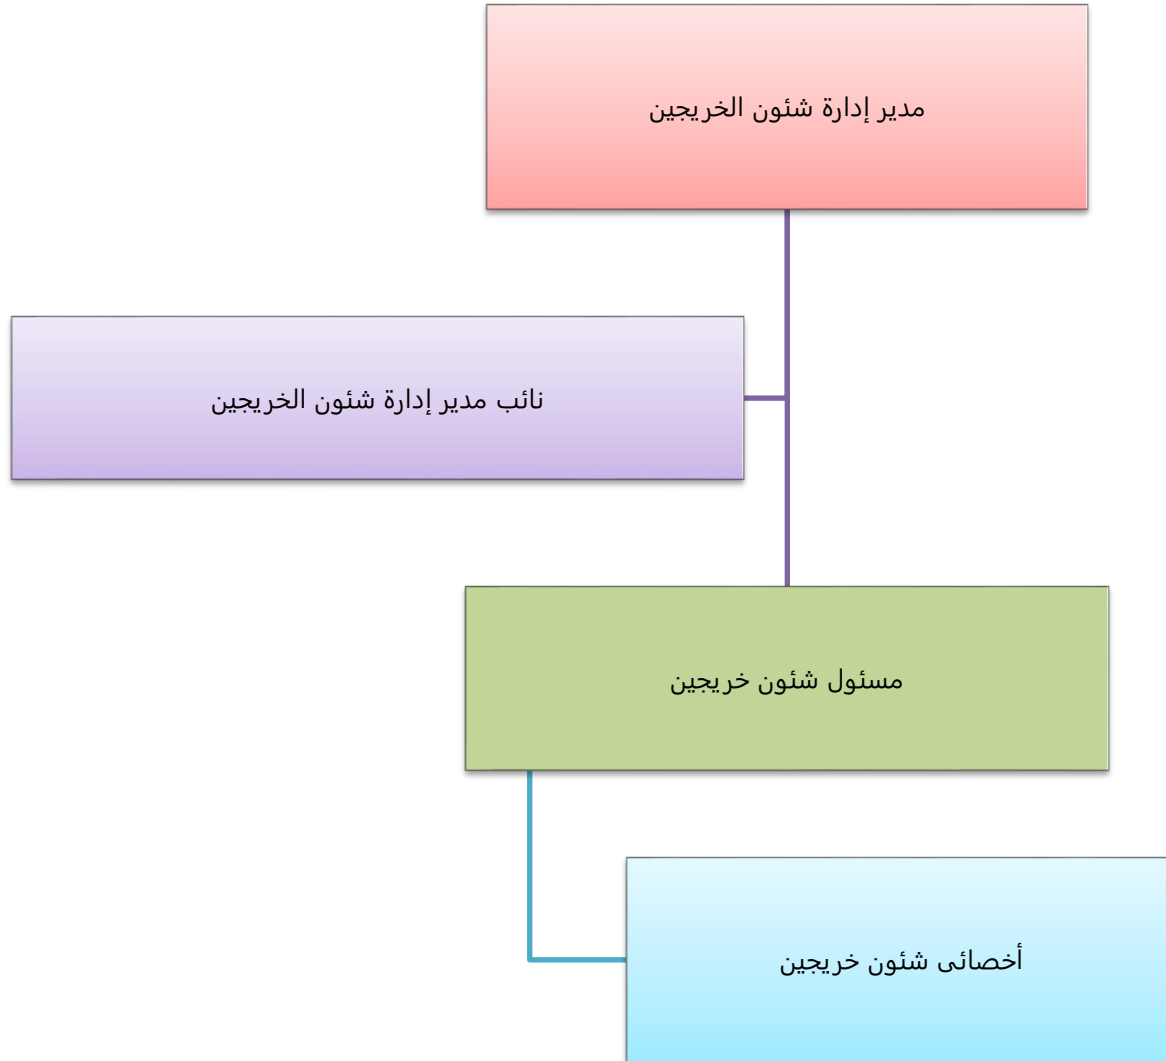 مدير إدارة شئون الخريجين
نائب مدير إدارة شئون الخريجين
مسئول شئون خريجين
أخصائى شئون خريجين